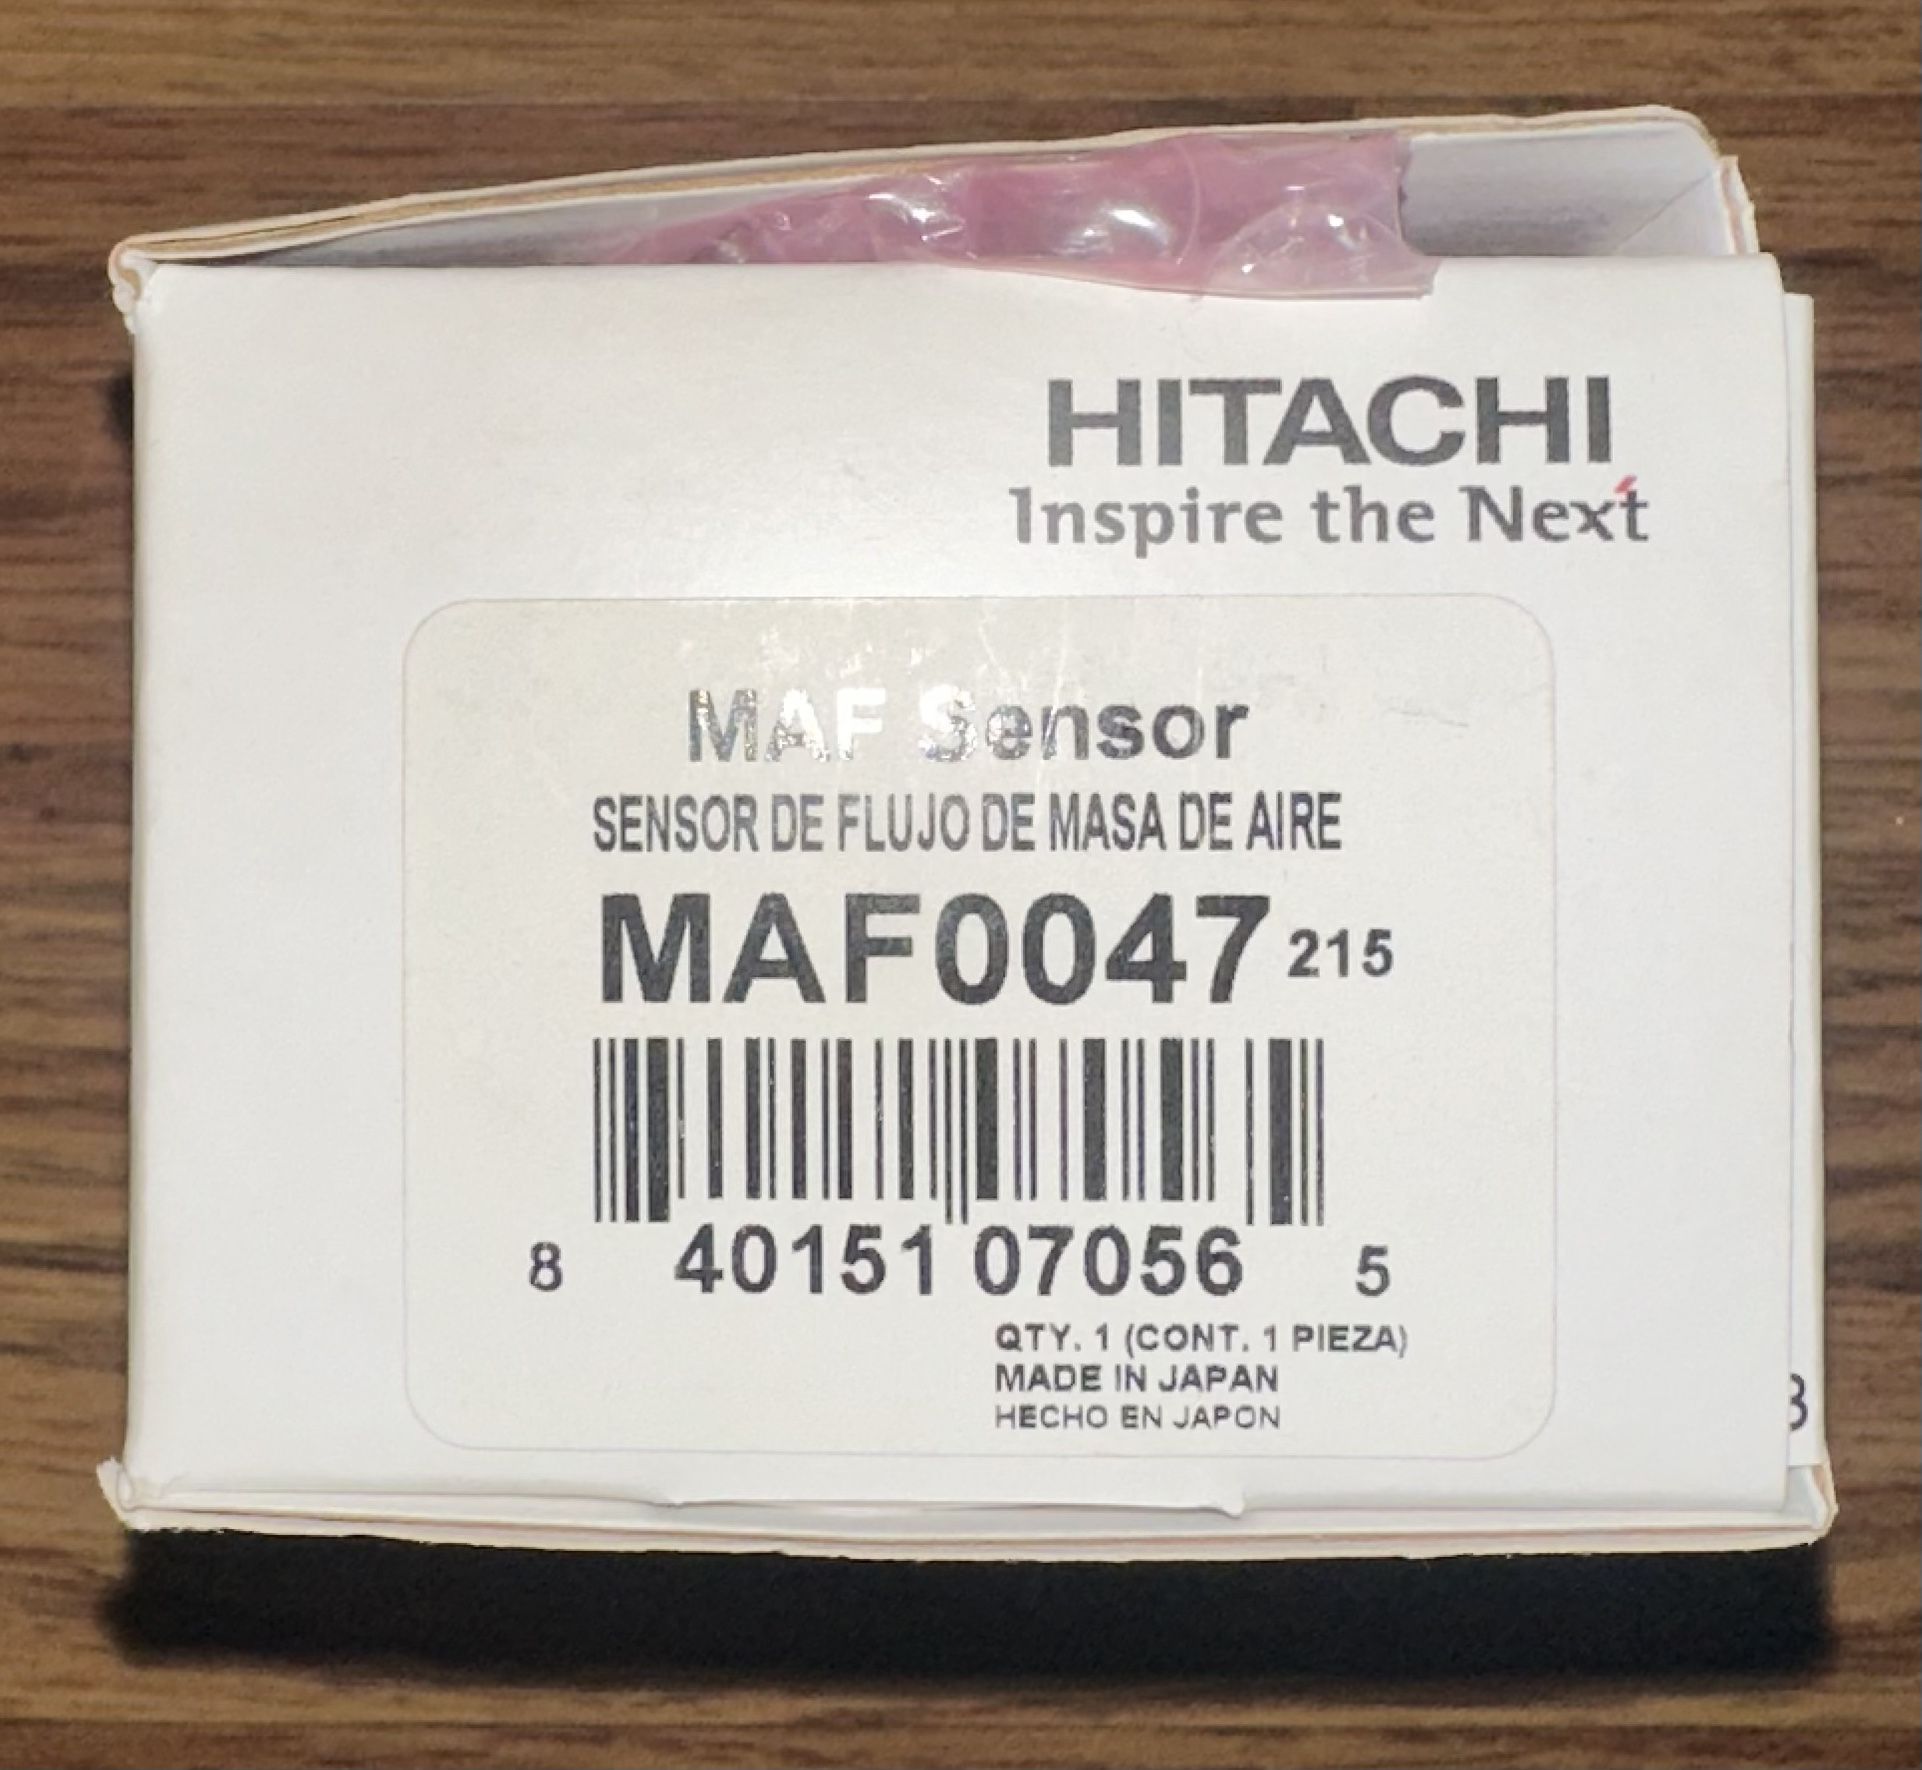 HITACHI
Inspire the Next
MAF Sensor
SENSOR DE FLUJO DE MASA DE AIRE
MAF0047 215
8 40151 07056 5
QTY. 1 (CONT. 1 PIEZA)
MADE IN JAPAN
HECHO EN JAPON